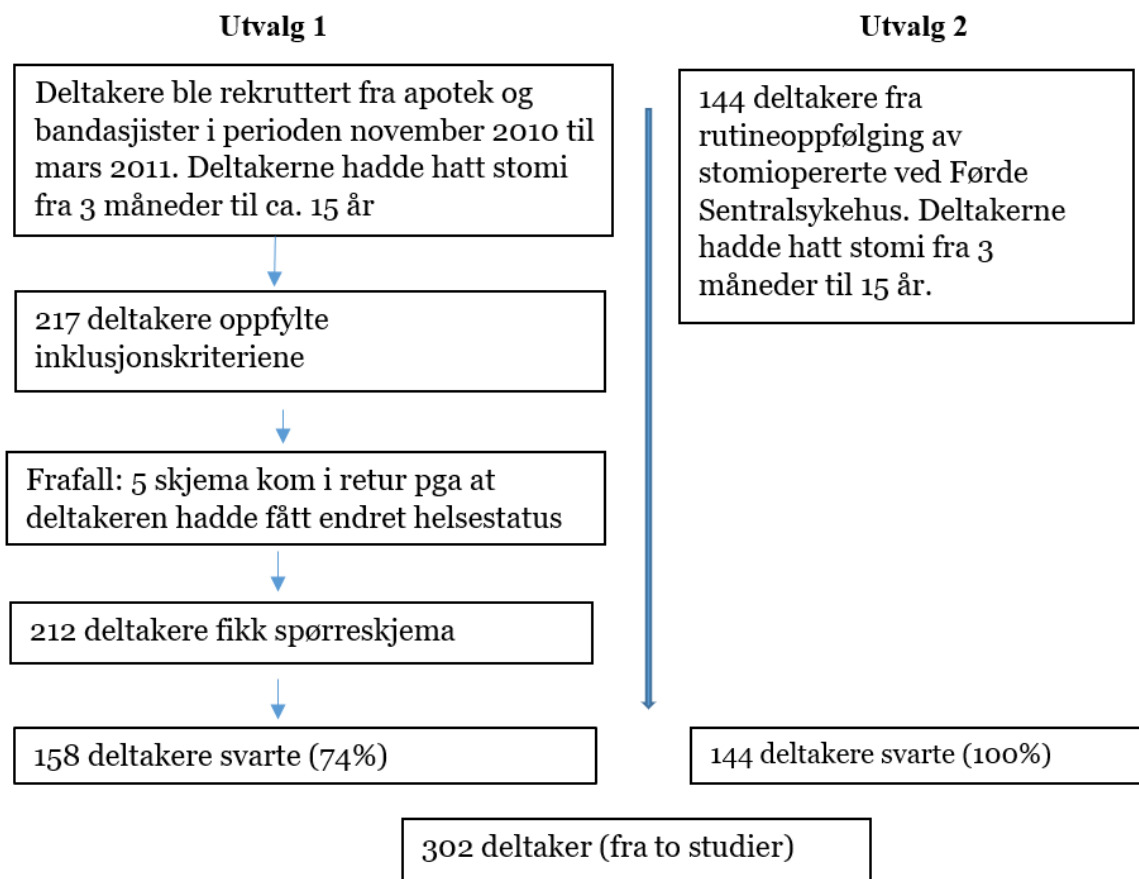 Utvalg 1
Deltakere ble rekruttert fra apotek og
bandasjister i perioden november 2010 til
mars 2011. Deltakerne hadde hatt stomi
fra 3 måneder til ca. 15 år
217 deltakere oppfylte
inklusjonskriteriene
Frafall: 5 skjema kom i retur pga at
deltakeren hadde fått endret helsestatus
212 deltakere fikk spørreskjema
158 deltakere svarte (74%)
Utvalg 2
144 deltakere fra
rutineoppfølging av
stomiopererte ved Førde
Sentralsykehus. Deltakerne
hadde hatt stomi fra 3
måneder til 15 år.
144 deltakere svarte (100%)
302 deltaker (fra to studier)